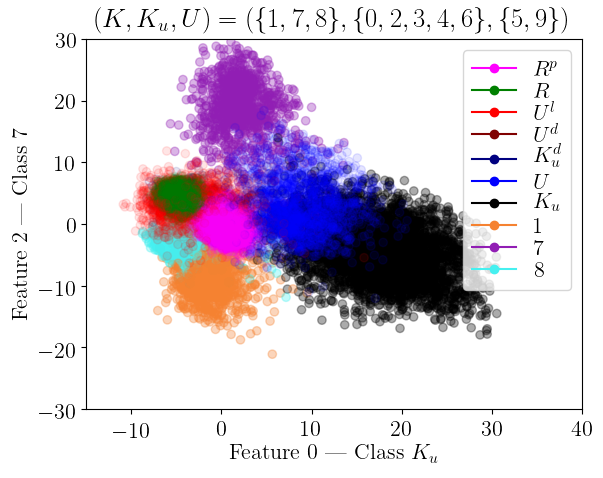 (K, K_u, U) = ({1, 7, 8}, {0, 2, 3, 4, 6}, {5, 9})
30
20
10
0
−10
−20
−30
Feature 2 — Class 7
−10 0 10 20 30 40
Feature 0 — Class K_u
R^p
R
U^l
U^d
K_u^d
U
K_u
1
7
8